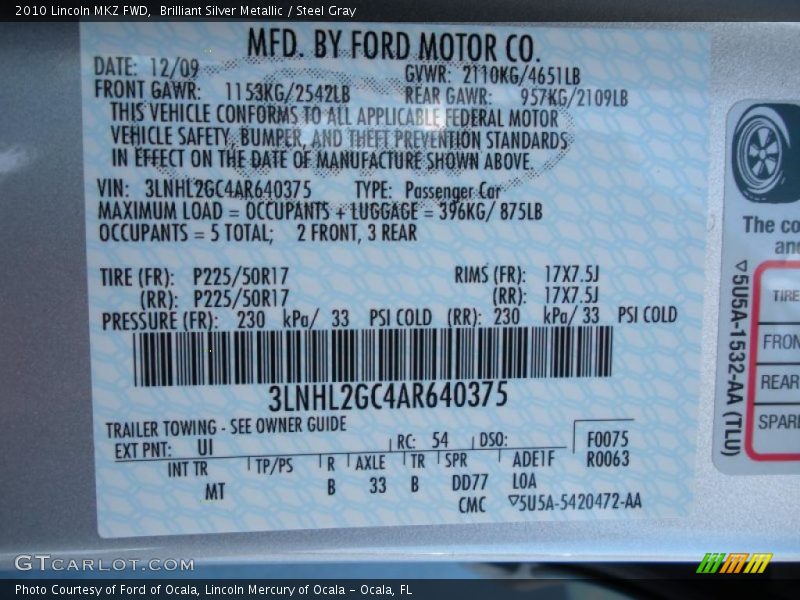 2010 Lincoln MKZ FWD, Brilliant Silver Metallic / Steel Gray
MFD. BY FORD MOTOR CO.
DATE: 12/09 GVWR: 2110KG/4651LB
FRONT GAWR: 1153KG/2542LB REAR GAWR: 957KG/2109LB
THIS VEHICLE CONFORMS TO ALL APPLICABLE FEDERAL MOTOR
VEHICLE SAFETY, BUMPER, AND THEFT PREVENTION STANDARDS
IN EFFECT ON THE DATE OF MANUFACTURE SHOWN ABOVE.
VIN: 3LNHL2GC4AR640375 TYPE: Passenger Car
MAXIMUM LOAD = OCCUPANTS + LUGGAGE = 396KG/ 875LB
OCCUPANTS = 5 TOTAL; 2 FRONT, 3 REAR
TIRE (FR): P225/50R17 RIMS (FR): 17X7.5J
(RR): P225/50R17 (RR): 17X7.5J
PRESSURE (FR): 230 kPa/ 33 PSI COLD (RR): 230 kPa/ 33 PSI COLD
3LNHL2GC4AR640375
TRAILER TOWING - SEE OWNER GUIDE
EXT PNT: UI RC: 54 DSO: F0075
INT TR TP/PS R AXLE TR SPR ADE1F R0063
MT B 33 B DD77 LOA
CMC ▽5U5A-5420472-AA
The co
and
▽5U5A-1532-AA (TLU)
TIRE
FRON
REAR
SPARE
GTCARLOT.COM
Photo Courtesy of Ford of Ocala, Lincoln Mercury of Ocala – Ocala, FL